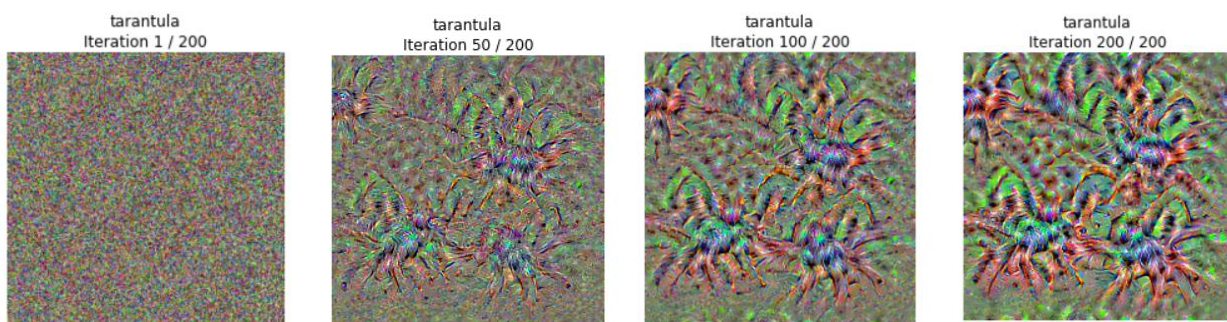 tarantula
Iteration 1 / 200
tarantula
Iteration 50 / 200
tarantula
Iteration 100 / 200
tarantula
Iteration 200 / 200